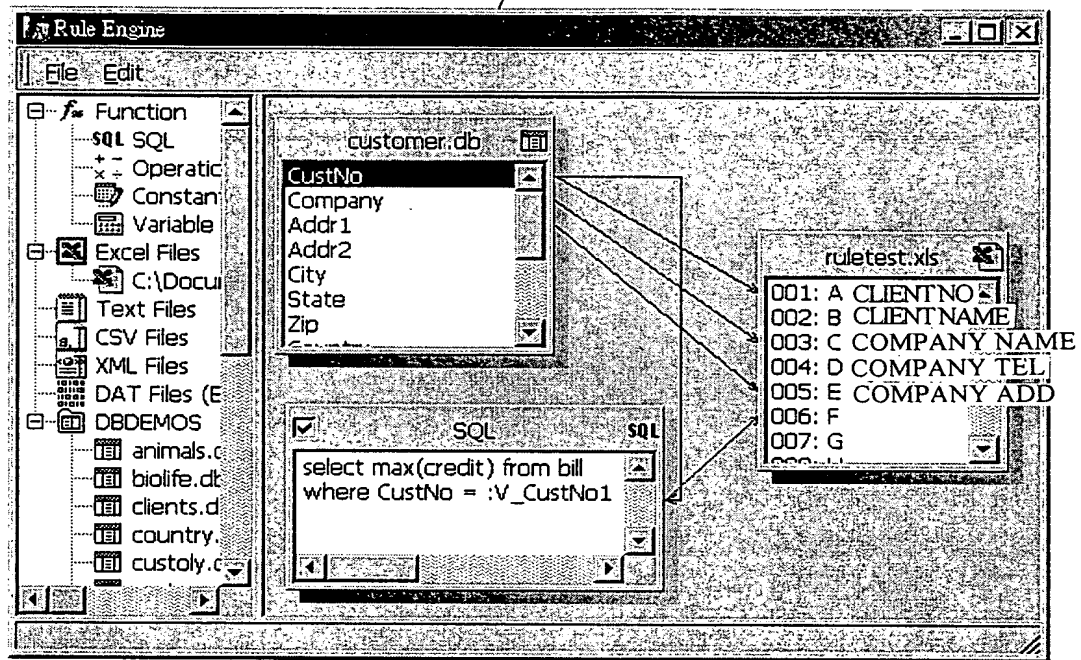 Rule Engine
File Edit
Function
SQL SQL
Operatic
Constan
Variable
Excel Files
C:\Docui
Text Files
CSV Files
XML Files
DAT Files (E
DBDEMOS
animals.c
biolife.db
clients.d
country.
custoly.c
customer.db
CustNo
Company
Addr1
Addr2
City
State
Zip
SQL SQL
select max(credit) from bill
where CustNo = :V_CustNo1
ruletest.xls
001: A CLIENT NO
002: B CLIENT NAME
003: C COMPANY NAME
004: D COMPANY TEL
005: E COMPANY ADD
006: F
007: G